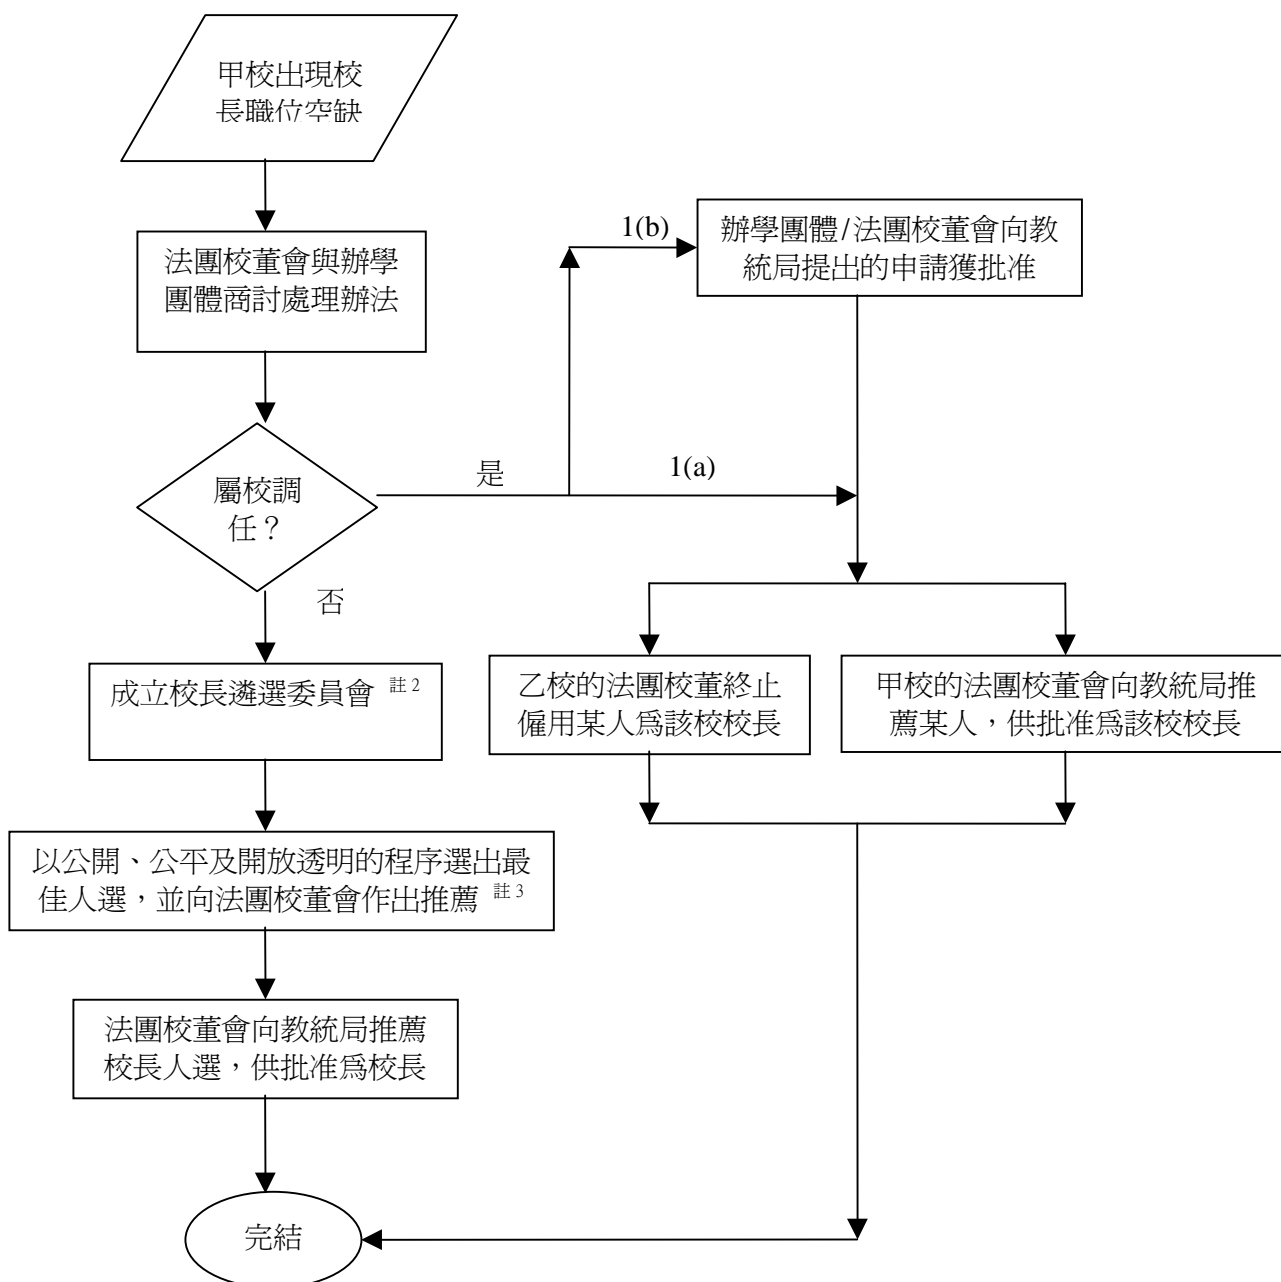 甲校出現校
長職位空缺
法團校董會與辦學
團體商討處理辦法
1(b)
辦學團體/法團校董會向教
統局提出的申請獲批准
屬校調
任？
是
1(a)
否
成立校長遴選委員會 註 2
乙校的法團校董終止
僱用某人為該校校長
甲校的法團校董會向教統局推
薦某人，供批准為該校校長
以公開、公平及開放透明的程序選出最
佳人選，並向法團校董會作出推薦 註 3
法團校董會向教統局推薦
校長人選，供批准為校長
完結